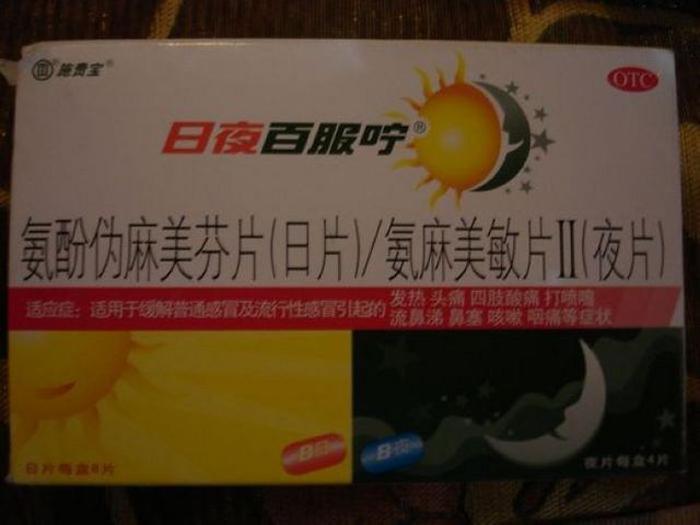 施贵宝
OTC
日夜百服咛®
氨酚伪麻美芬片(日片)/氨麻美敏片II(夜片)
适应症: 适用于缓解普通感冒及流行性感冒引起的
发热 头痛 四肢酸痛 打喷嚏
流鼻涕 鼻塞 咳嗽 咽痛等症状
B日
B夜
日片每盒8片
夜片每盒4片